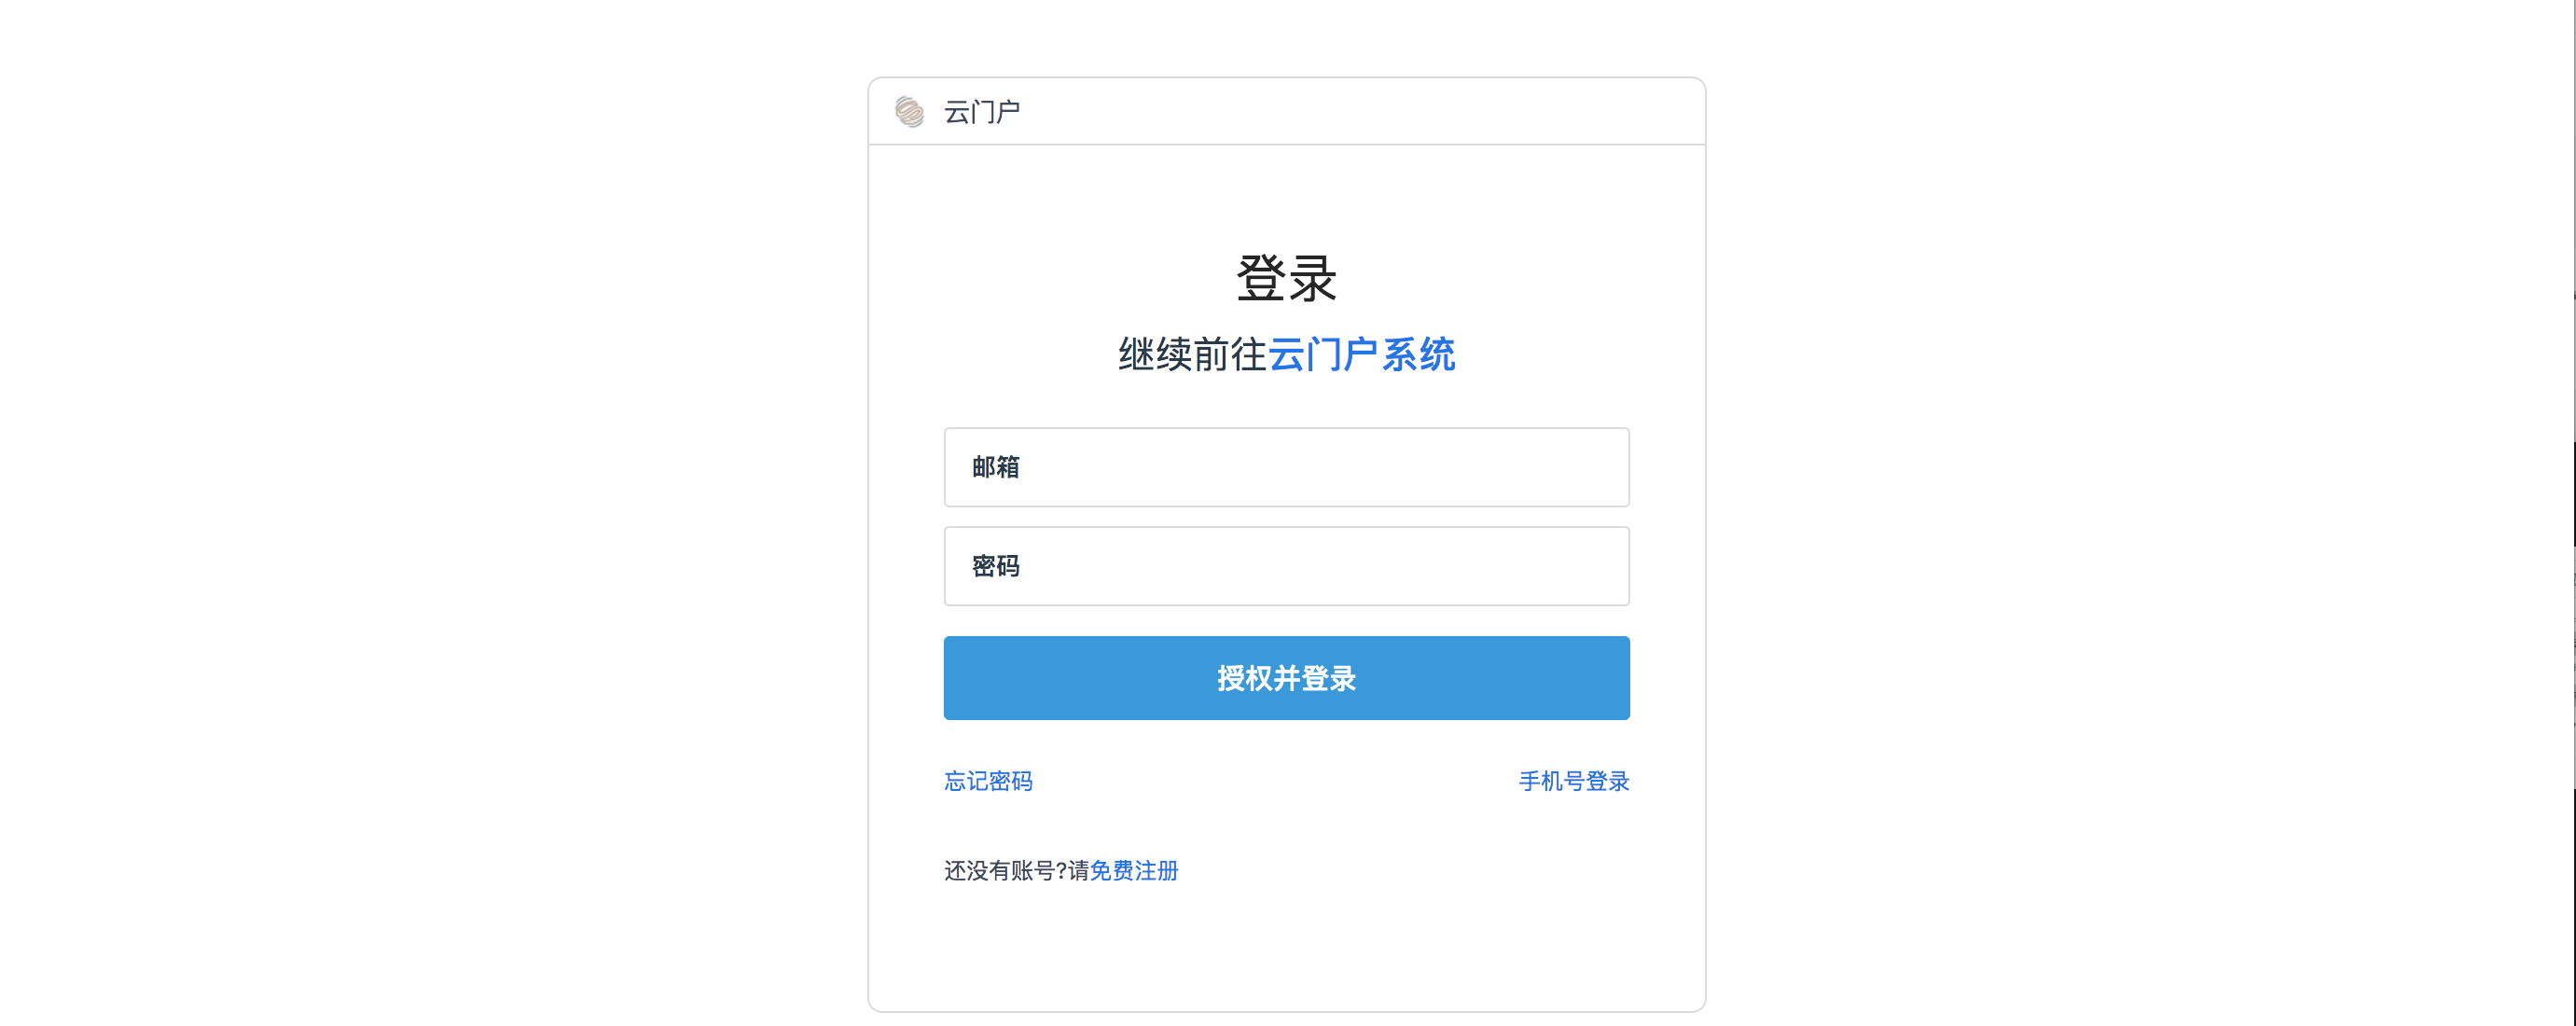 云门户
登录
继续前往云门户系统
邮箱
密码
授权并登录
忘记密码
手机号登录
还没有账号?请免费注册